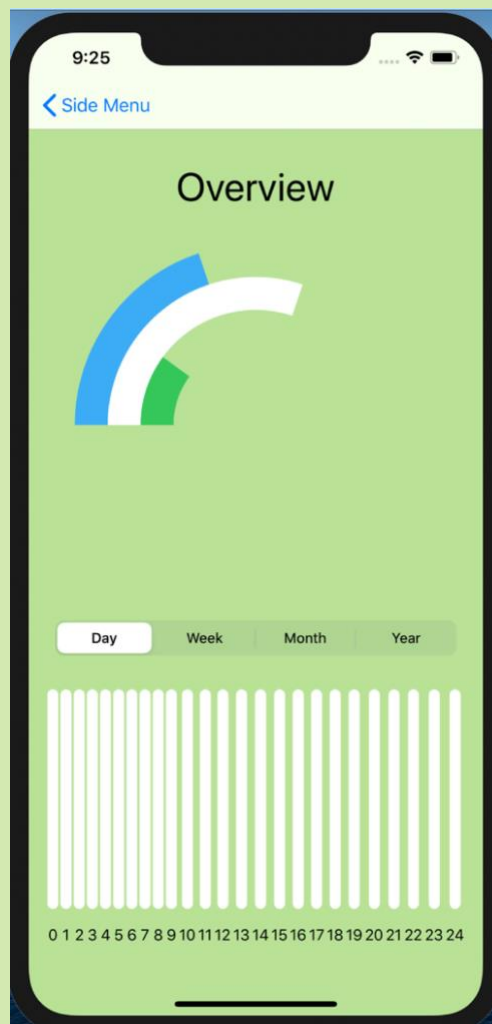 9:25
Side Menu
Overview
Day Week Month Year
0 1 2 3 4 5 6 7 8 9 10 11 12 13 14 15 16 17 18 19 20 21 22 23 24